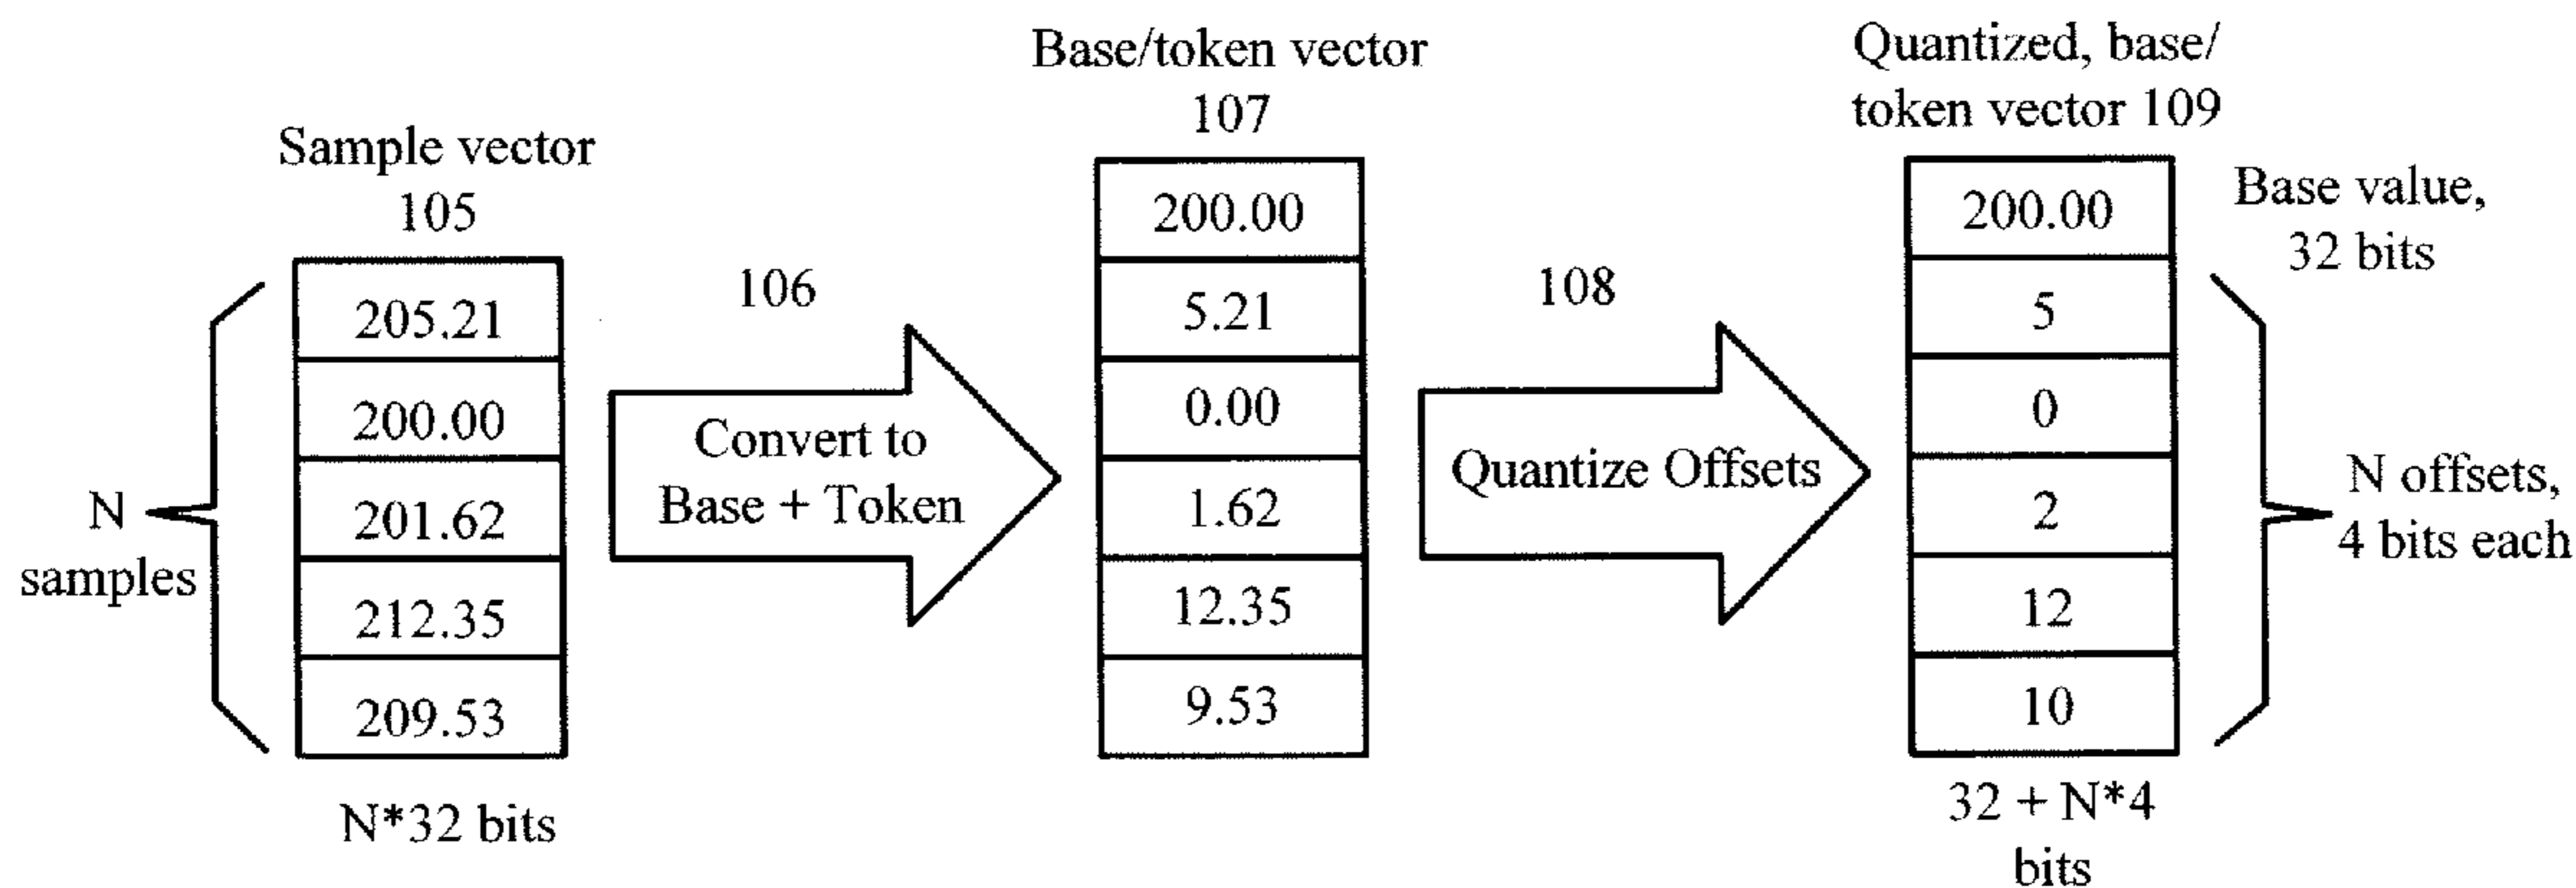 Sample vector
105
N
samples
205.21
200.00
201.62
212.35
209.53
N*32 bits
106
Convert to
Base + Token
Base/token vector
107
200.00
5.21
0.00
1.62
12.35
9.53
108
Quantize Offsets
Quantized, base/
token vector 109
200.00
5
0
2
12
10
32 + N*4
bits
Base value,
32 bits
N offsets,
4 bits each